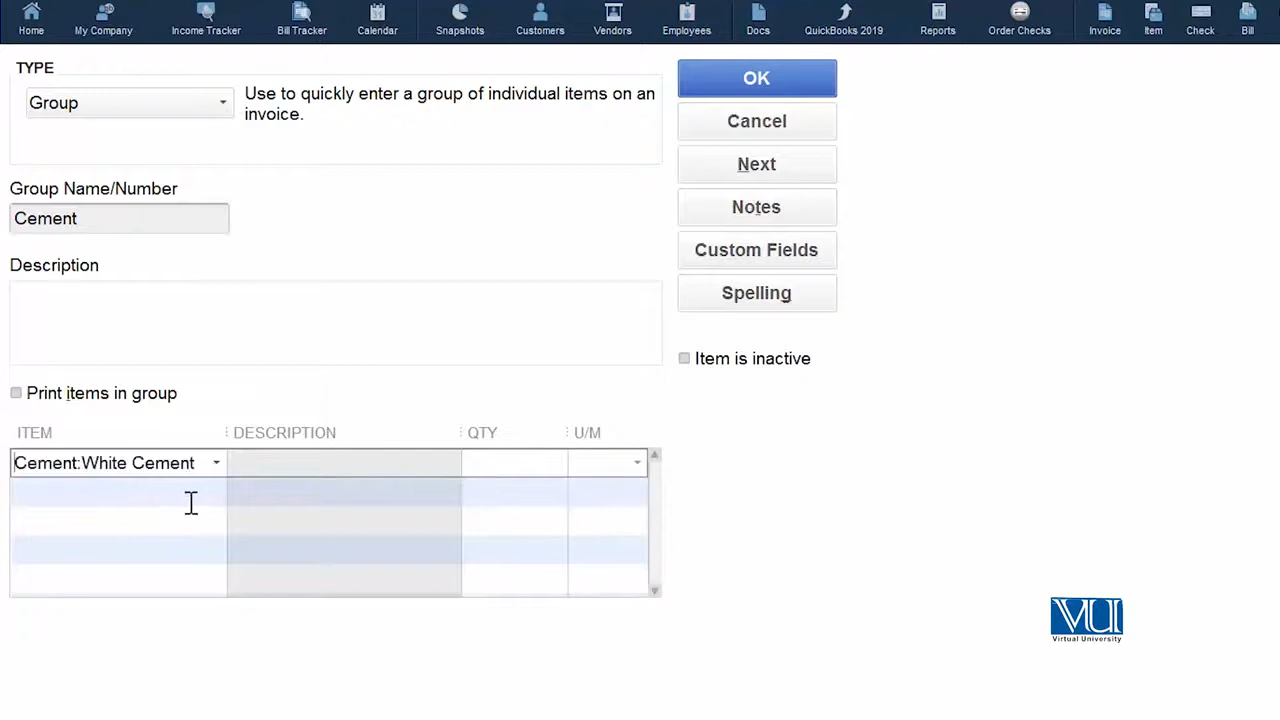 Home My Company Income Tracker Bill Tracker Calendar Snapshots Customers Vendors Employees Docs QuickBooks 2019 Reports Order Checks Invoice Item Check Bill
TYPE
Group
Use to quickly enter a group of individual items on an
invoice.
OK
Cancel
Next
Notes
Custom Fields
Spelling
Item is inactive
Group Name/Number
Cement
Description
Print items in group
ITEM DESCRIPTION QTY U/M
Cement:White Cement
VU
Virtual University